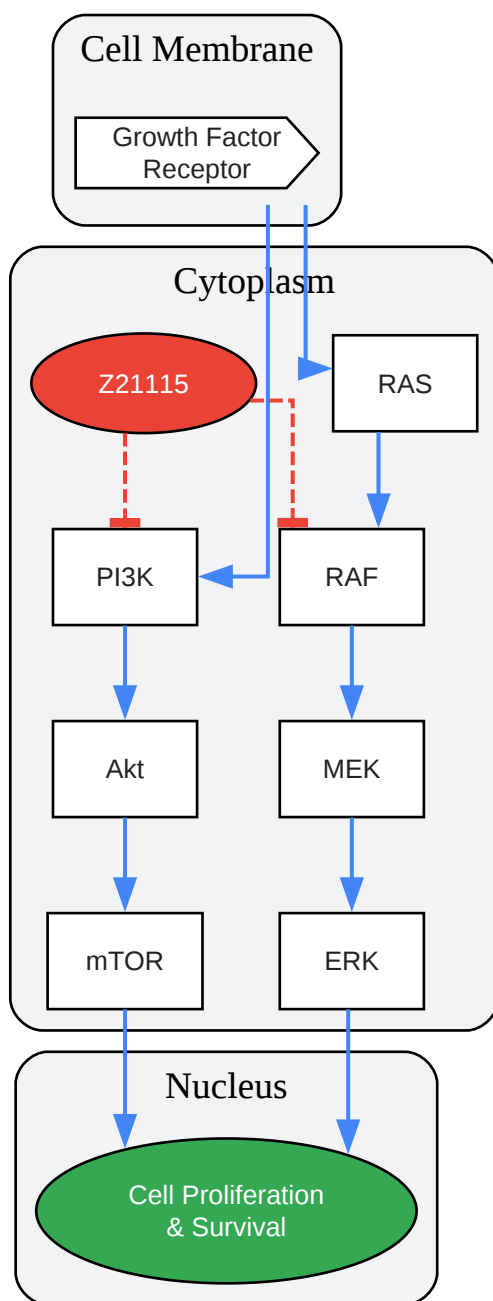 Cell Membrane
Growth Factor
Receptor
Cytoplasm
Z21115
RAS
PI3K
RAF
Akt
MEK
mTOR
ERK
Nucleus
Cell Proliferation
& Survival